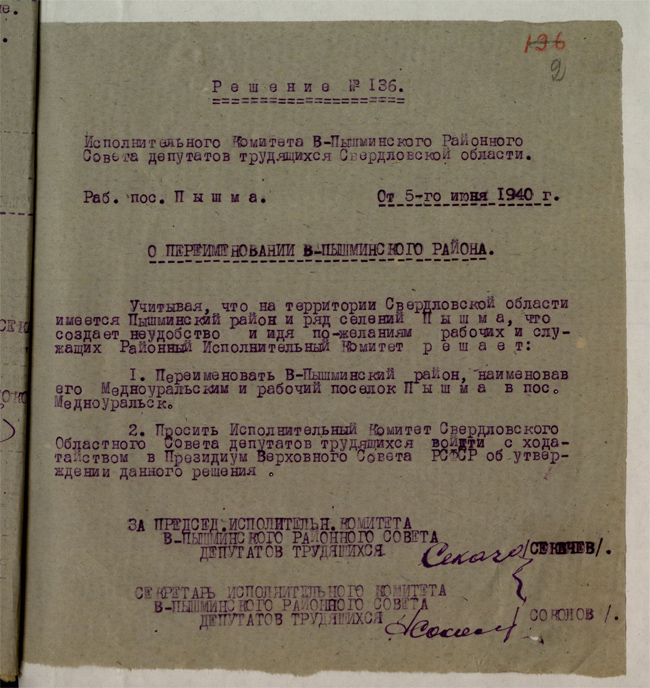 136
2
Решение № 136.
Исполнительного Комитета В-Пышминского Районного
Совета депутатов трудящихся Свердловской области.
Раб. пос. Пышма. От 5-го июня 1940 г.
О ПЕРЕИМЕНОВАНИИ В-ПЫШМИНСКОГО РАЙОНА.
Учитывая, что на территории Свердловской области
имеется Пышминский район и ряд селений Пышма, что
создает неудобство и идя по-желаниям рабочих и слу-
жащих Районный Исполнительный Комитет решает:
1. Переименовать В-Пышминский район, наименовав
его Медноуральским и рабочий поселок Пышма в пос.
Медноуральск.
2. Просить Исполнительный Комитет Свердловского
Областного Совета депутатов трудящихся войти с хода-
тайством в Президиум Верховного Совета РСФСР об утвер-
ждении данного решения .
ЗА ПРЕДСЕД.ИСПОЛНИТЕЛЬН.КОМИТЕТА
В-ПЫШМИНСКОГО РАЙОННОГО СОВЕТА
ДЕПУТАТОВ ТРУДЯЩИХСЯ Секачев /СЕКАЧЕВ/.
СЕКРЕТАРЬ ИСПОЛНИТЕЛЬНОГО КОМИТЕТА
В-ПЫШМИНСКОГО РАЙОННОГО СОВЕТА
ДЕПУТАТОВ ТРУДЯЩИХСЯ / СОКОЛОВ /.